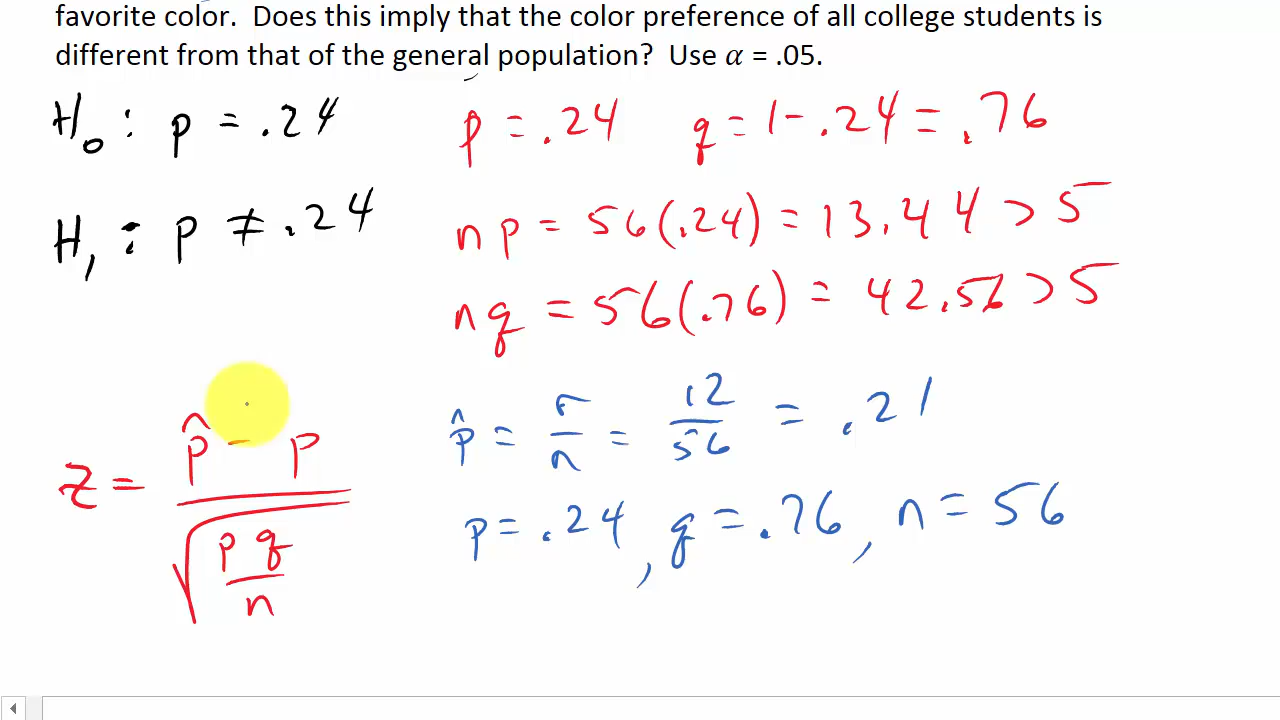 favorite color. Does this imply that the color preference of all college students is
different from that of the general population? Use α = .05.
H₀ : p = .24
p = .24 q = 1 - .24 = .76
H₁ : p ≠ .24
np = 56(.24) = 13.44 > 5
nq = 56(.76) = 42.56 > 5
p̂ = r/n = 12/56 = .21
z = (p̂ - p)/√(pq/n)
p = .24, q = .76, n = 56